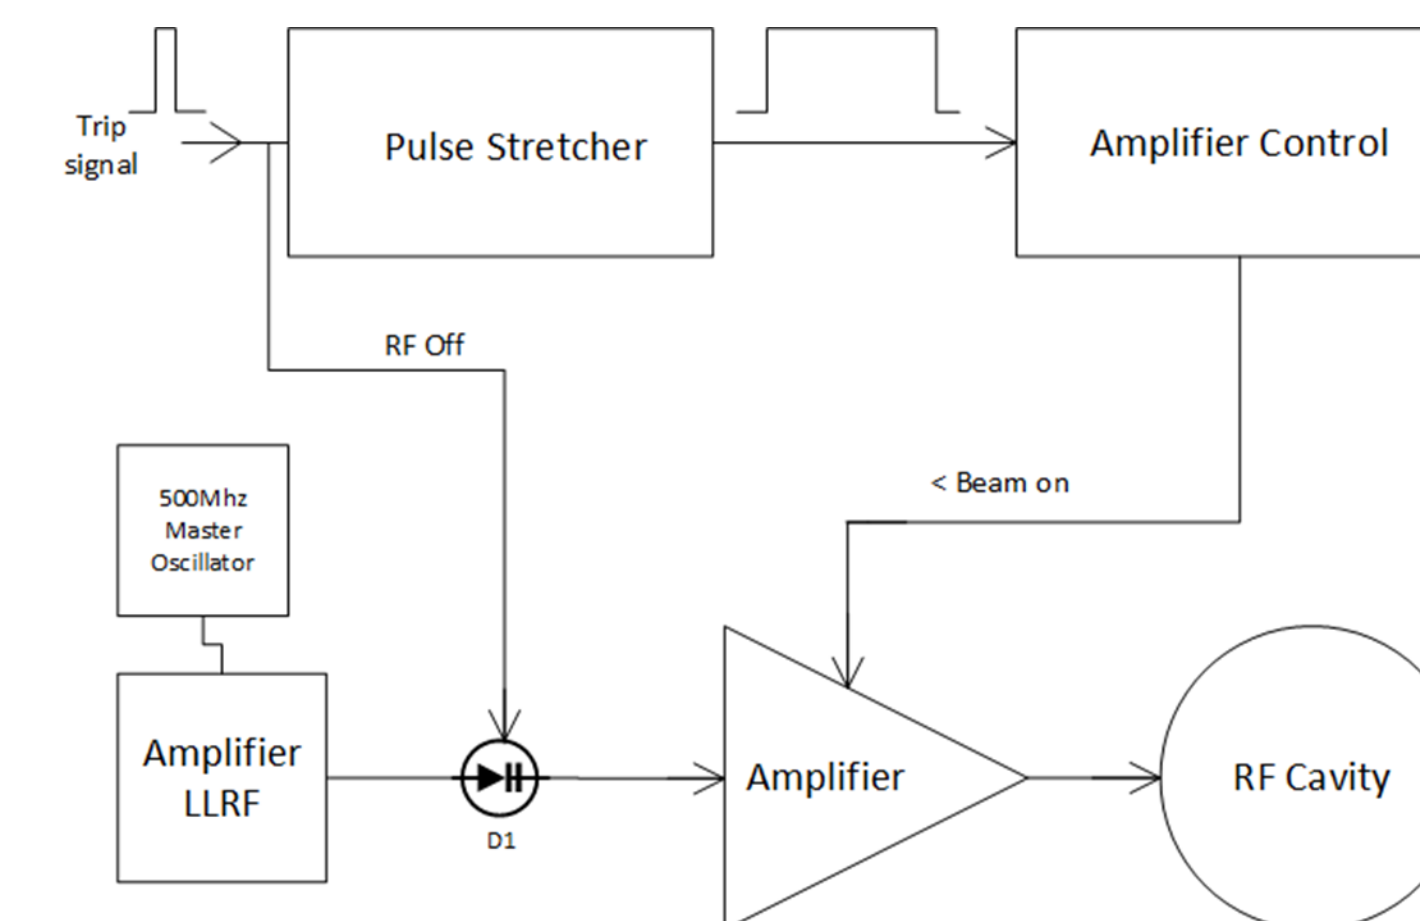 Trip
signal
Pulse Stretcher
Amplifier Control
RF Off
< Beam on
500Mhz
Master
Oscillator
Amplifier
LLRF
D1
Amplifier
RF Cavity